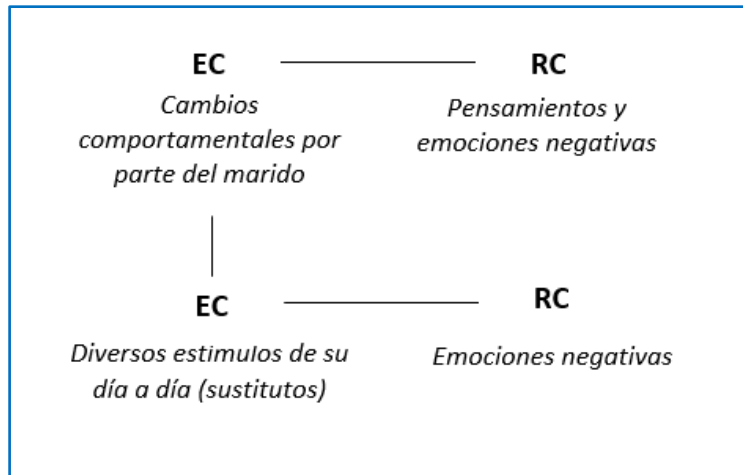 EC
RC
Cambios
comportamentales por
parte del marido
Pensamientos y
emociones negativas
EC
RC
Diversos estímulos de su
día a día (sustitutos)
Emociones negativas